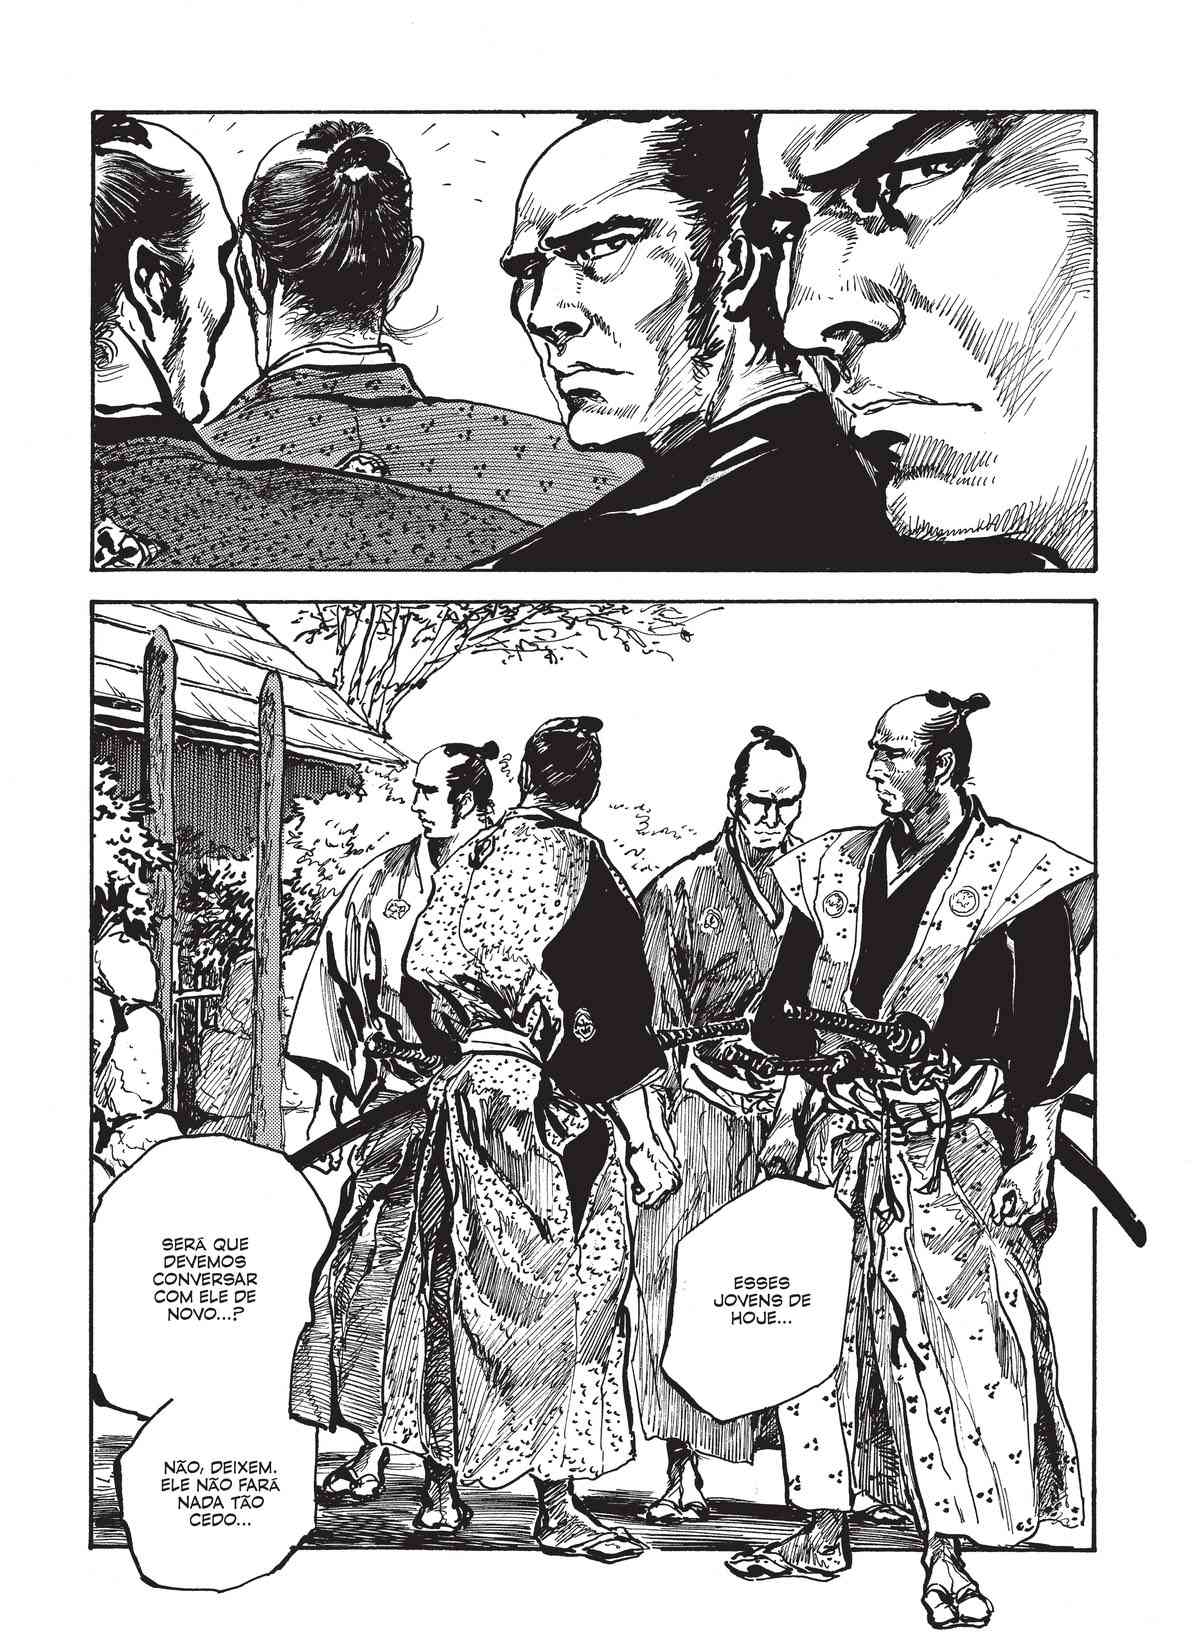 ESSES
JOVENS DE
HOJE...
SERÁ QUE
DEVEMOS
CONVERSAR
COM ELE DE
NOVO...?
NÃO, DEIXEM.
ELE NÃO FARÁ
NADA TÃO
CEDO...